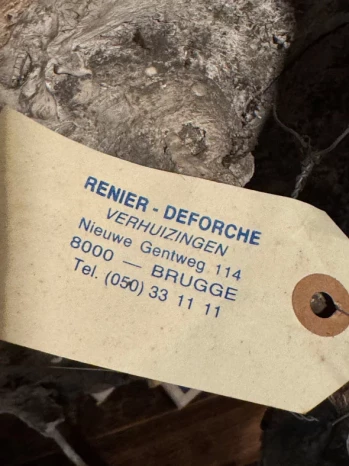 RENIER - DEFORCHE
VERHUIZINGEN
Nieuwe Gentweg 114
8000 — BRUGGE
Tel. (050) 33 11 11